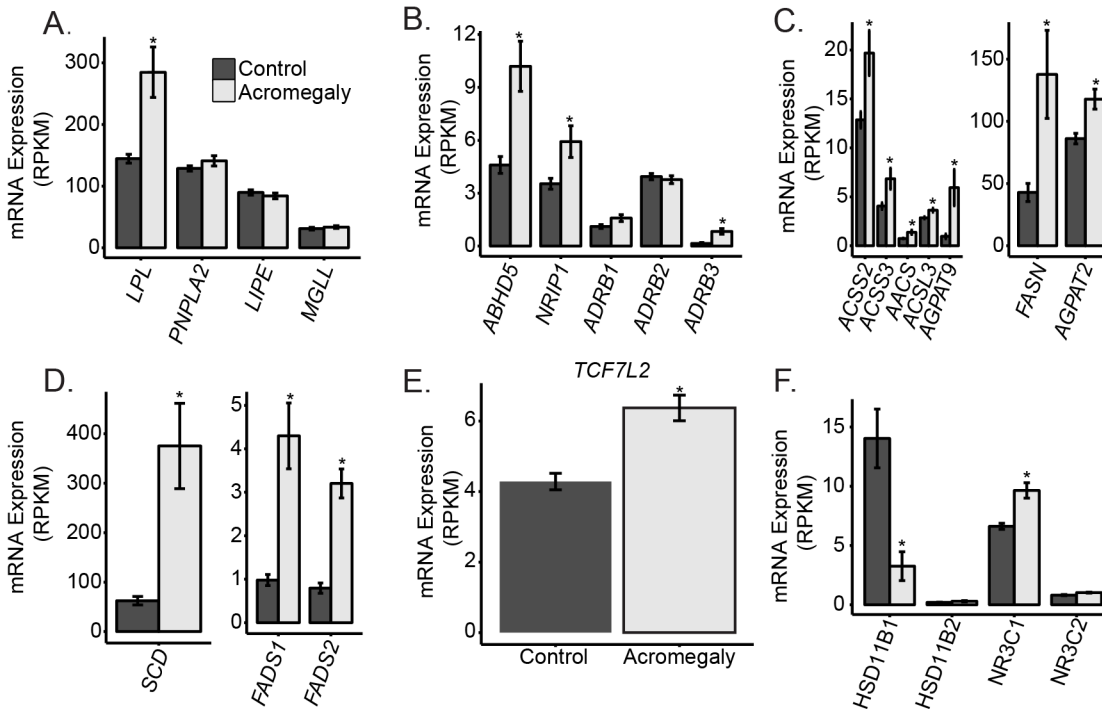 A.
mRNA Expression
(RPKM)
300
200
100
0
*
Control
Acromegaly
LPL
PNPLA2
LIPE
MGLL
B.
mRNA Expression
(RPKM)
12
9
6
3
0
*
*
*
ABHD5
NRIP1
ADRB1
ADRB2
ADRB3
C.
mRNA Expression
(RPKM)
20
15
10
5
0
*
*
*
*
*
ACSS2
ACSS3
AACS
ACSL3
AGPAT9
150
100
50
0
*
*
FASN
AGPAT2
D.
mRNA Expression
(RPKM)
400
300
200
100
0
*
SCD
5
4
3
2
1
0
*
*
FADS1
FADS2
E.
TCF7L2
mRNA Expression
(RPKM)
6
4
2
0
*
Control
Acromegaly
F.
mRNA Expression
(RPKM)
15
10
5
0
*
*
HSD11B1
HSD11B2
NR3C1
NR3C2